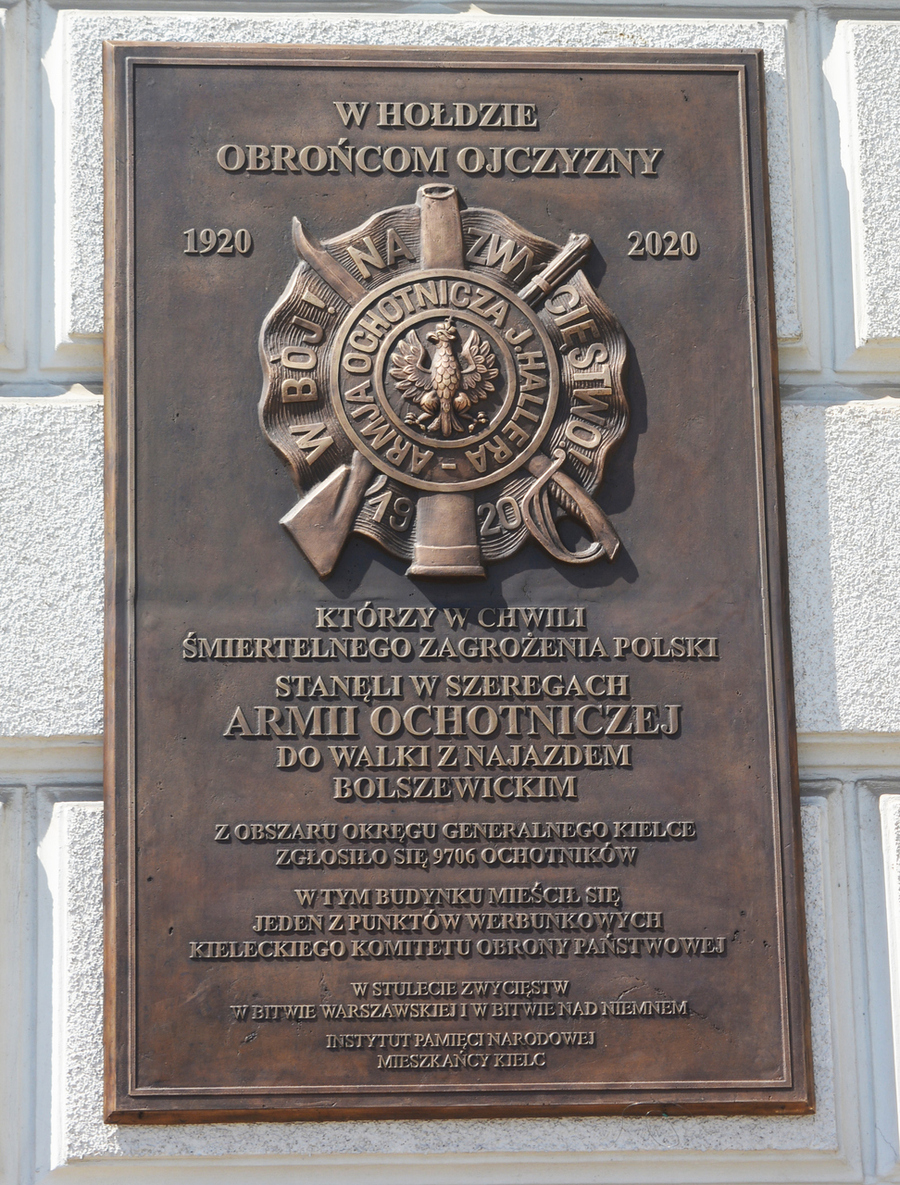 W HOŁDZIE
OBROŃCOM OJCZYZNY
1920
2020
W BÓJ! NA ZWYCIĘSTWO!
ARMJA OCHOTNICZA J HALLERA -
1920
KTÓRZY W CHWILI
ŚMIERTELNEGO ZAGROŻENIA POLSKI
STANĘLI W SZEREGACH
ARMII OCHOTNICZEJ
DO WALKI Z NAJAZDEM
BOLSZEWICKIM
Z OBSZARU OKRĘGU GENERALNEGO KIELCE
ZGŁOSIŁO SIĘ 9706 OCHOTNIKÓW
W TYM BUDYNKU MIEŚCIŁ SIĘ
JEDEN Z PUNKTÓW WERBUNKOWYCH
KIELECKIEGO KOMITETU OBRONY PAŃSTWOWEJ
W STULECIE ZWYCIĘSTW
W BITWIE WARSZAWSKIEJ I W BITWIE NAD NIEMNEM
INSTYTUT PAMIĘCI NARODOWEJ
MIESZKAŃCY KIELC